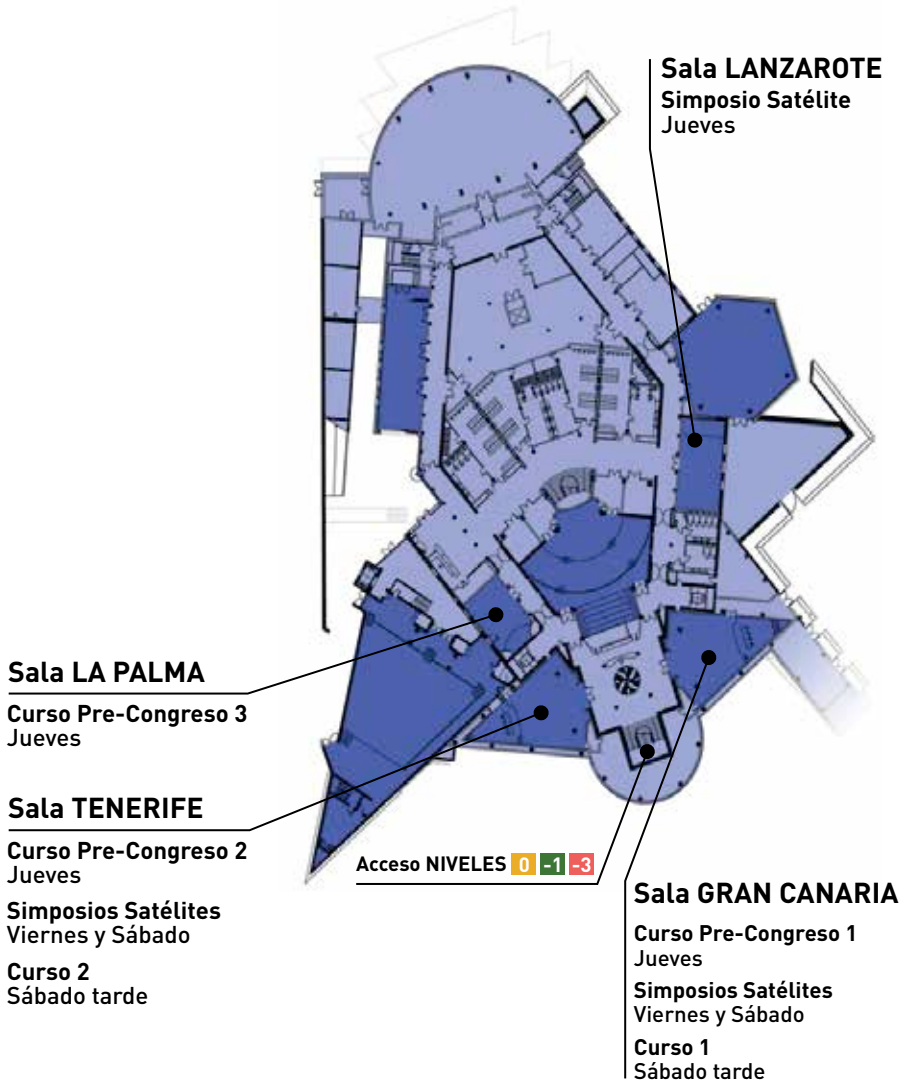 Sala LANZAROTE
Simposio Satélite
Jueves
Sala LA PALMA
Curso Pre-Congreso 3
Jueves
Sala TENERIFE
Curso Pre-Congreso 2
Jueves
Simposios Satélites
Viernes y Sábado
Curso 2
Sábado tarde
Acceso NIVELES 0 -1 -3
Sala GRAN CANARIA
Curso Pre-Congreso 1
Jueves
Simposios Satélites
Viernes y Sábado
Curso 1
Sábado tarde